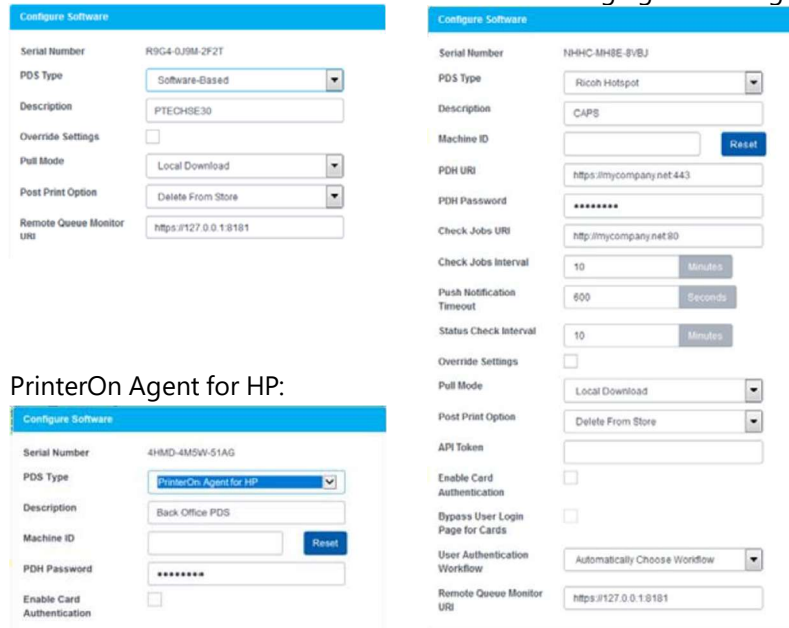 Configure Software
Serial Number R9G4-0J9M-2F2T
PDS Type Software-Based
Description PTECHSE30
Override Settings
Pull Mode Local Download
Post Print Option Delete From Store
Remote Queue Monitor
URI https://127.0.0.1:8181
PrinterOn Agent for HP:
Configure Software
Serial Number 4HMD-4M5W-51AG
PDS Type PrinterOn Agent for HP
Description Back Office PDS
Machine ID Reset
PDH Password ••••••••
Enable Card
Authentication
Configure Software
Serial Number NHHC-MH8E-8VBJ
PDS Type Ricoh Hotspot
Description CAPS
Machine ID Reset
PDH URI https://mycompany.net:443
PDH Password ••••••••
Check Jobs URI http://mycompany.net:80
Check Jobs Interval 10 Minutes
Push Notification
Timeout 600 Seconds
Status Check Interval 10 Minutes
Override Settings
Pull Mode Local Download
Post Print Option Delete From Store
API Token
Enable Card
Authentication
Bypass User Login
Page for Cards
User Authentication
Workflow Automatically Choose Workflow
Remote Queue Monitor
URI https://127.0.0.1:8181